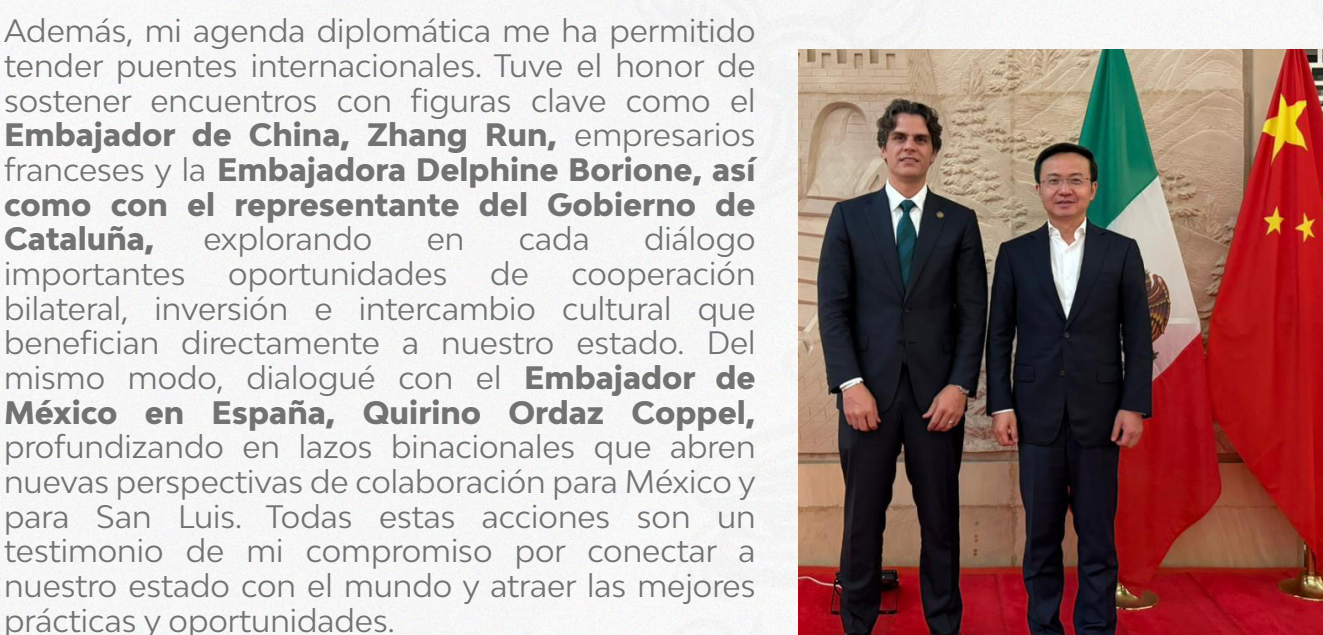 Además, mi agenda diplomática me ha permitido
tender puentes internacionales. Tuve el honor de
sostener encuentros con figuras clave como el
Embajador de China, Zhang Run, empresarios
franceses y la Embajadora Delphine Borione, así
como con el representante del Gobierno de
Cataluña, explorando en cada diálogo
importantes oportunidades de cooperación
bilateral, inversión e intercambio cultural que
benefician directamente a nuestro estado. Del
mismo modo, dialogué con el Embajador de
México en España, Quirino Ordaz Coppel,
profundizando en lazos binacionales que abren
nuevas perspectivas de colaboración para México y
para San Luis. Todas estas acciones son un
testimonio de mi compromiso por conectar a
nuestro estado con el mundo y atraer las mejores
prácticas y oportunidades.